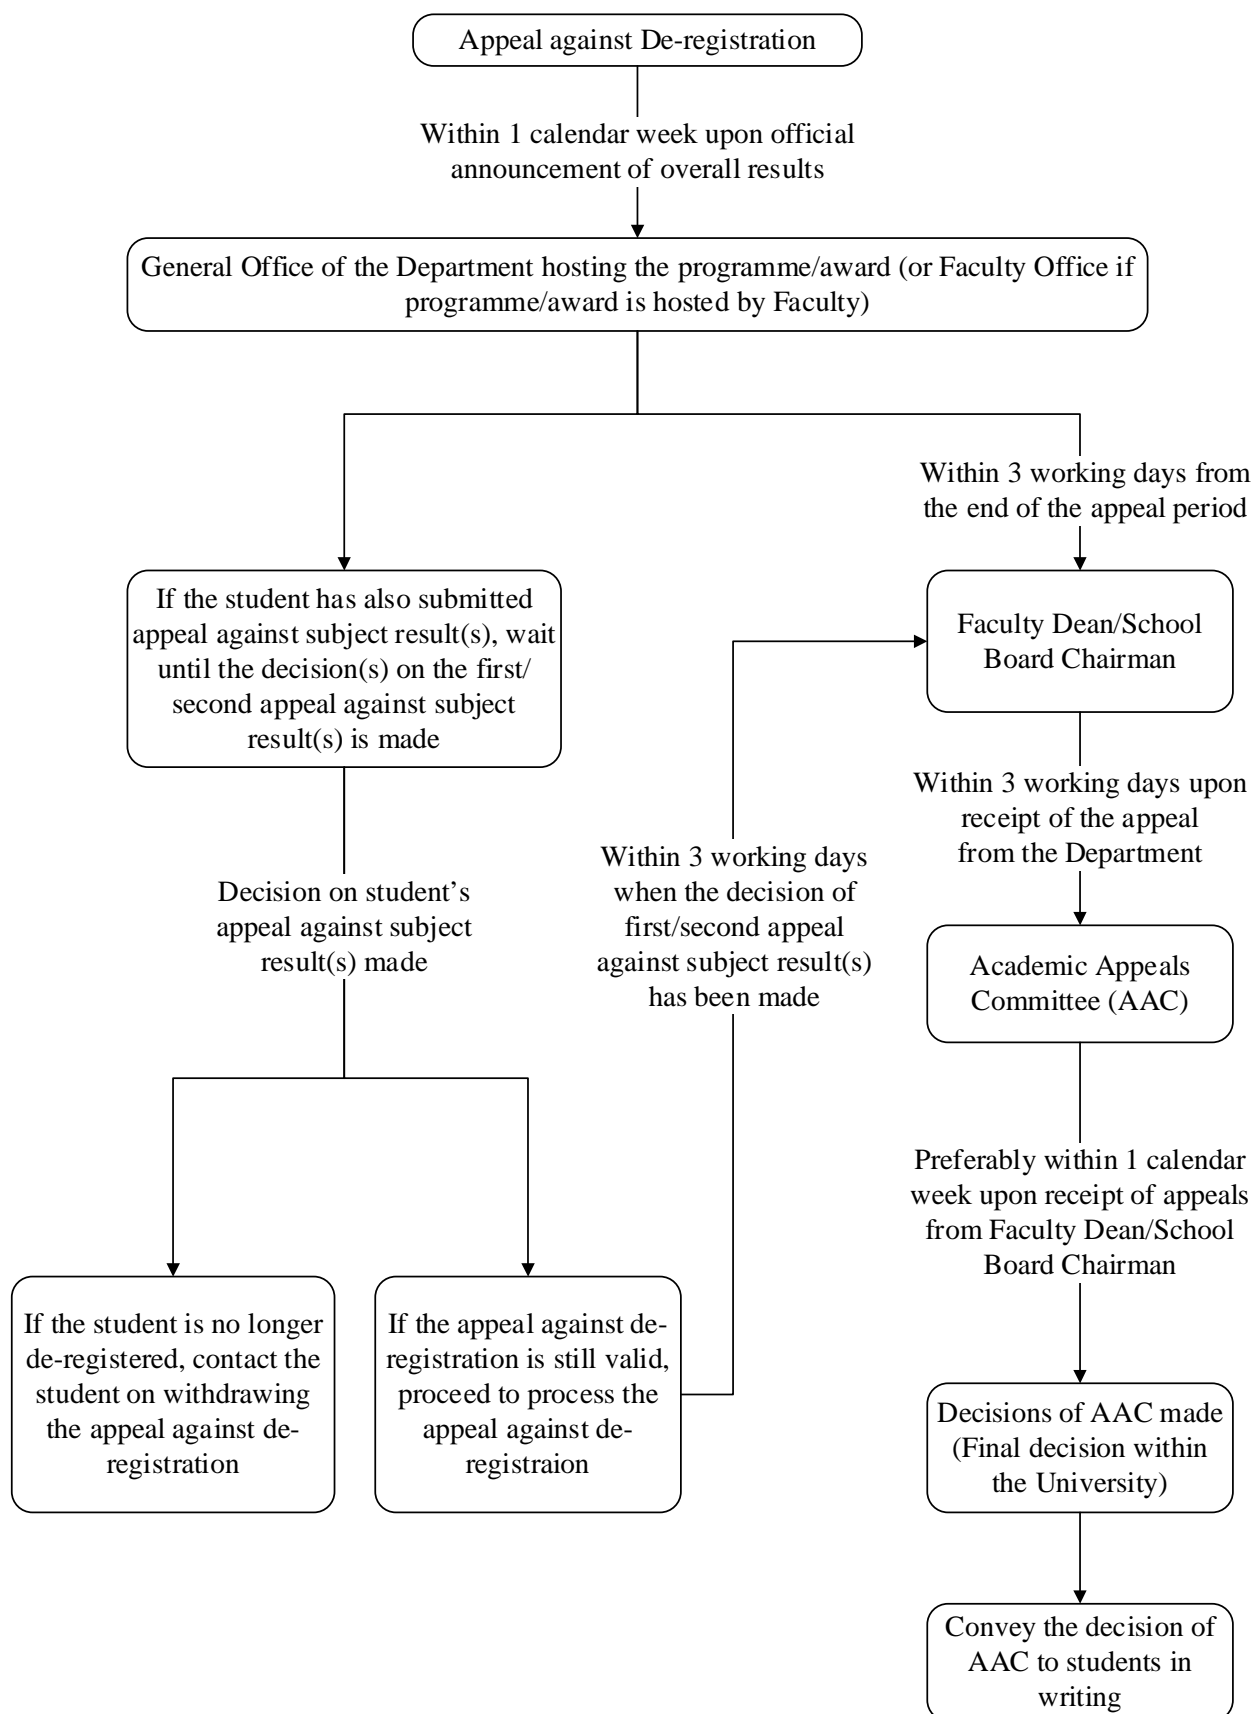 Appeal against De-registration
Within 1 calendar week upon official
announcement of overall results
General Office of the Department hosting the programme/award (or Faculty Office if
programme/award is hosted by Faculty)
Within 3 working days from
the end of the appeal period
If the student has also submitted
appeal against subject result(s), wait
until the decision(s) on the first/
second appeal against subject
result(s) is made
Faculty Dean/School
Board Chairman
Within 3 working days upon
receipt of the appeal
from the Department
Decision on student’s
appeal against subject
result(s) made
Within 3 working days
when the decision of
first/second appeal
against subject result(s)
has been made
Academic Appeals
Committee (AAC)
Preferably within 1 calendar
week upon receipt of appeals
from Faculty Dean/School
Board Chairman
If the student is no longer
de-registered, contact the
student on withdrawing
the appeal against de-
registration
If the appeal against de-
registration is still valid,
proceed to process the
appeal against de-
registraion
Decisions of AAC made
(Final decision within
the University)
Convey the decision of
AAC to students in
writing